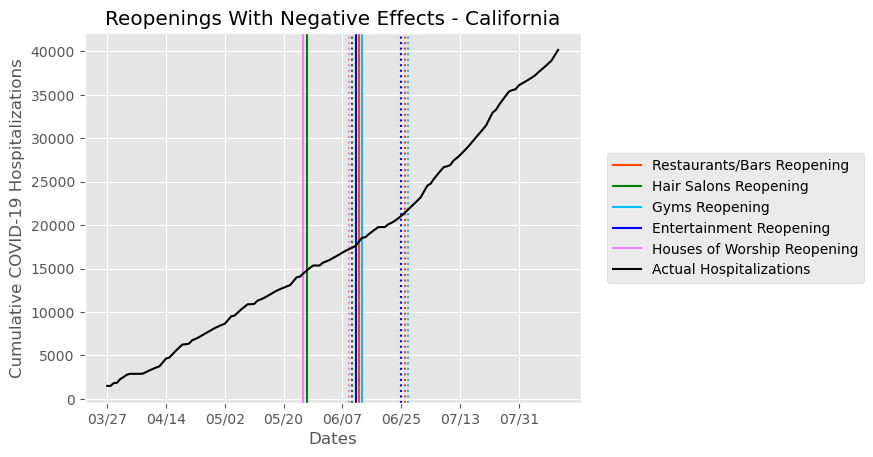 Reopenings With Negative Effects - California
Cumulative COVID-19 Hospitalizations
40000
35000
30000
25000
20000
15000
10000
5000
0
03/27 04/14 05/02 05/20 06/07 06/25 07/13 07/31
Dates
Restaurants/Bars Reopening
Hair Salons Reopening
Gyms Reopening
Entertainment Reopening
Houses of Worship Reopening
Actual Hospitalizations